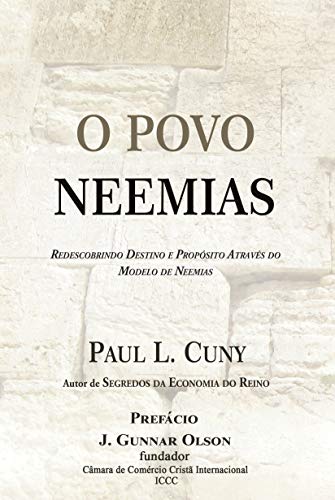 O POVO
NEEMIAS
REDESCOBRINDO DESTINO E PROPÓSITO ATRAVÉS DO
MODELO DE NEEMIAS
PAUL L. CUNY
Autor de SEGREDOS DA ECONOMIA DO REINO
PREFÁCIO
J. GUNNAR OLSON
fundador
Câmara de Comércio Cristã Internacional
ICCC